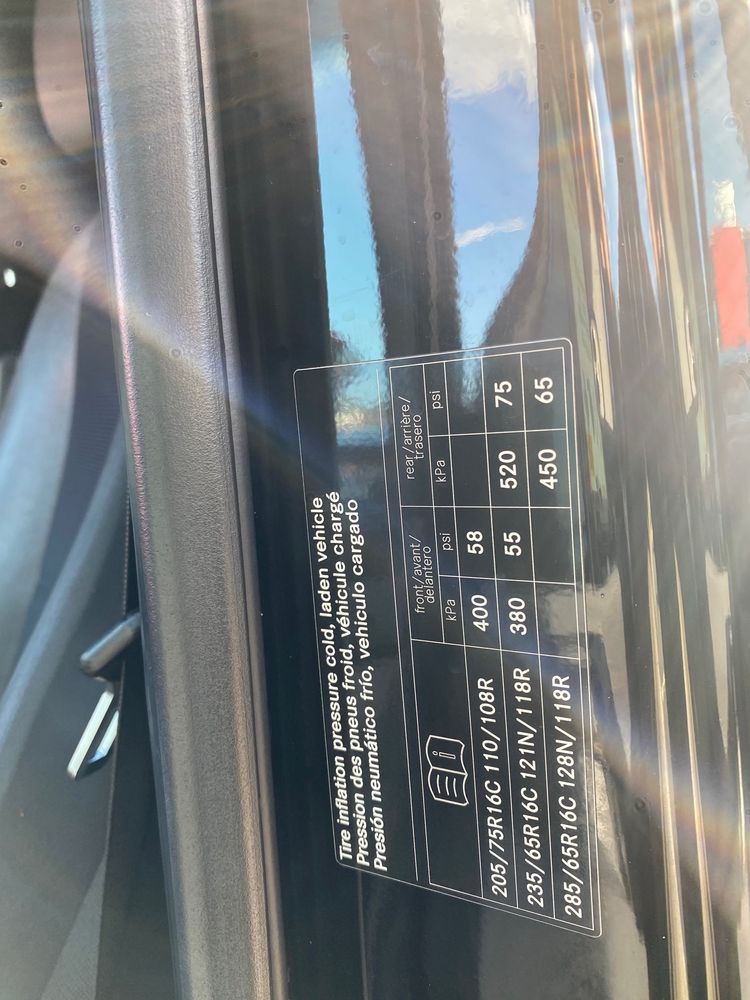 Tire inflation pressure cold, laden vehicle
Pression des pneus froid, véhicule chargé
Presión neumático frío, vehiculo cargado
front/avant/ rear/arrière/
delantero trasero
kPa psi kPa psi
205/75R16C 110/108R 400 58
235/65R16C 121N/118R 380 55 520 75
285/65R16C 128N/118R 450 65